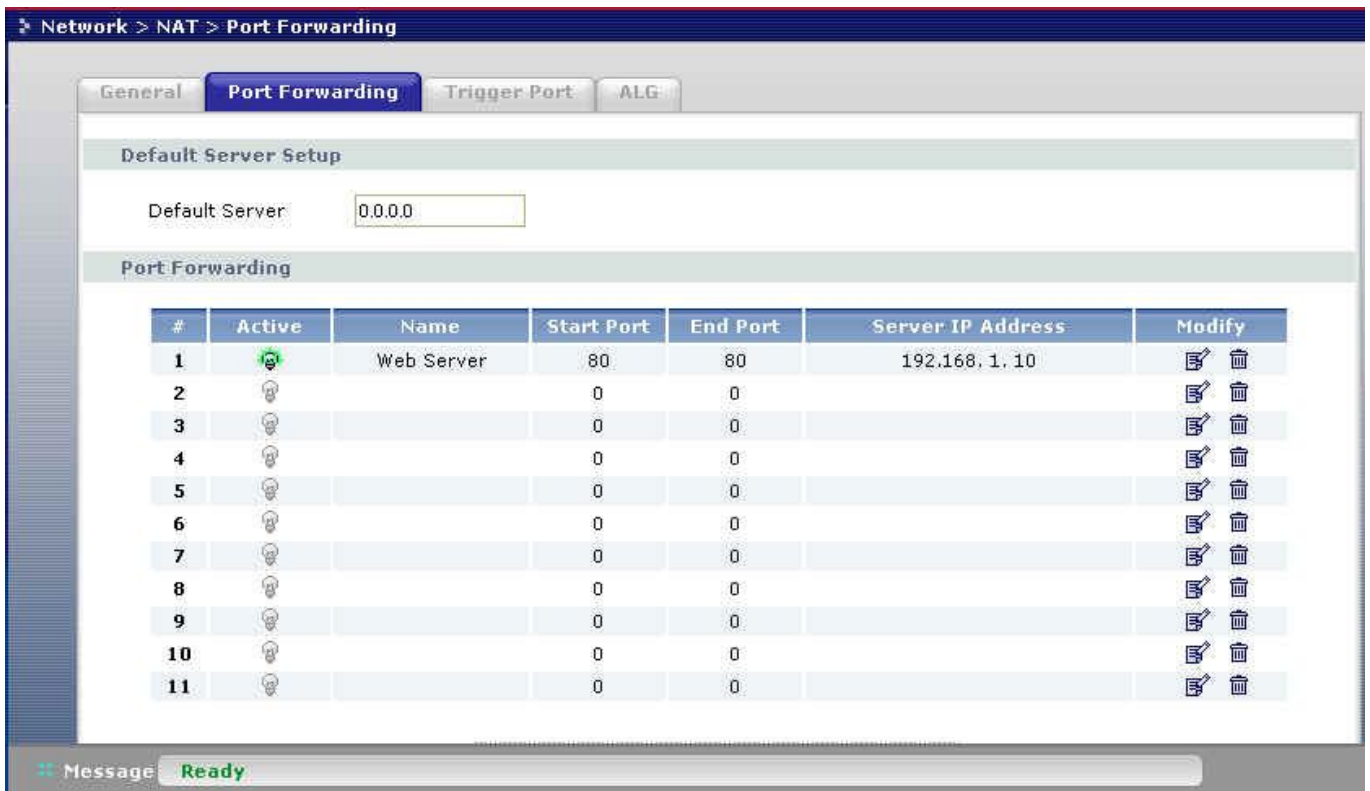 Network > NAT > Port Forwarding
General Port Forwarding Trigger Port ALG
Default Server Setup
Default Server 0.0.0.0
Port Forwarding
# Active Name Start Port End Port Server IP Address Modify
1 Web Server 80 80 192.168. 1. 10
2 0 0
3 0 0
4 0 0
5 0 0
6 0 0
7 0 0
8 0 0
9 0 0
10 0 0
11 0 0
Message Ready